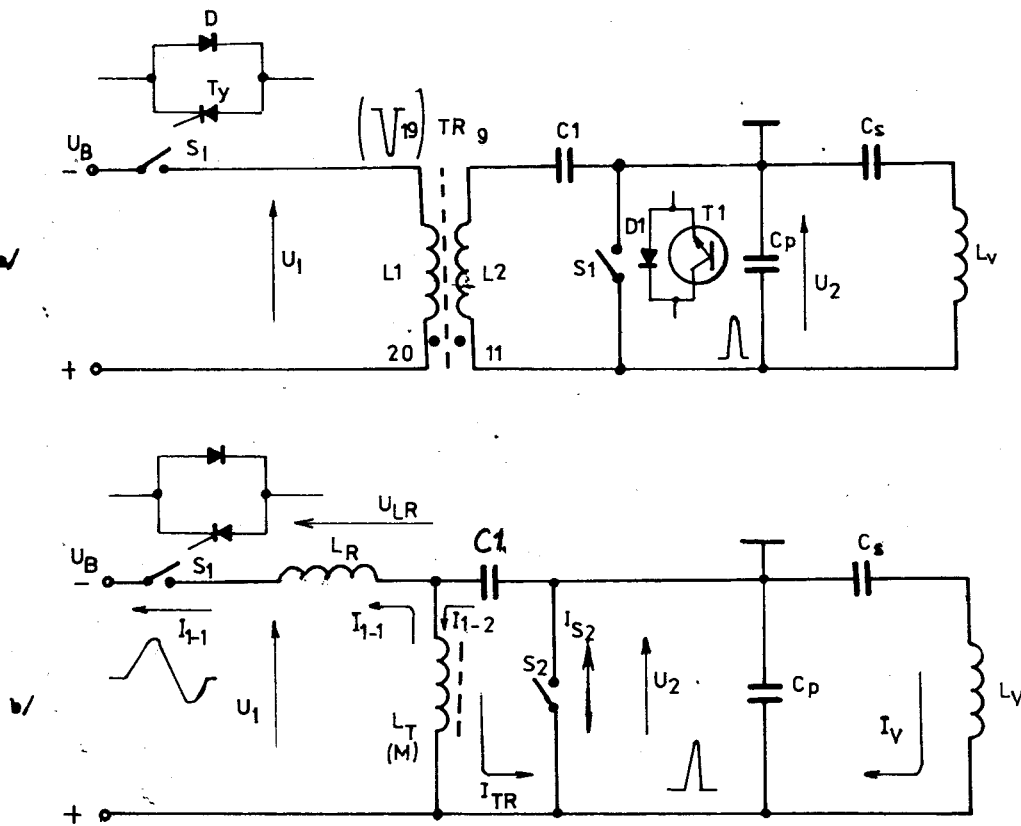 D
Ty
U_B
-
S1
(19)
TR 9
C1
Cs
D1
T1
S1
Cp
U2
Lv
a/
U1
L1
L2
20
11
+
U_LR
C1.
U_B
-
S1
L_R
Cs
I1-1
I1-1
I1-2
I_S2
S2
U2
Cp
L_V
b/
U1
L_T
(M)
I_TR
I_V
+